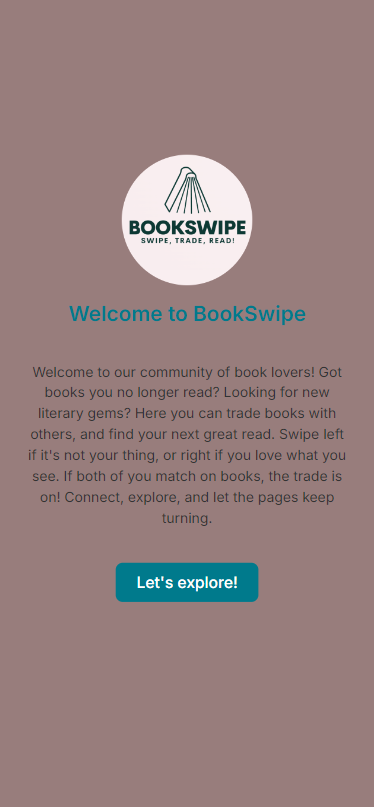 BOOKSWIPE
SWIPE, TRADE, READ!
Welcome to BookSwipe
Welcome to our community of book lovers! Got
books you no longer read? Looking for new
literary gems? Here you can trade books with
others, and find your next great read. Swipe left
if it's not your thing, or right if you love what you
see. If both of you match on books, the trade is
on! Connect, explore, and let the pages keep
turning.
Let's explore!